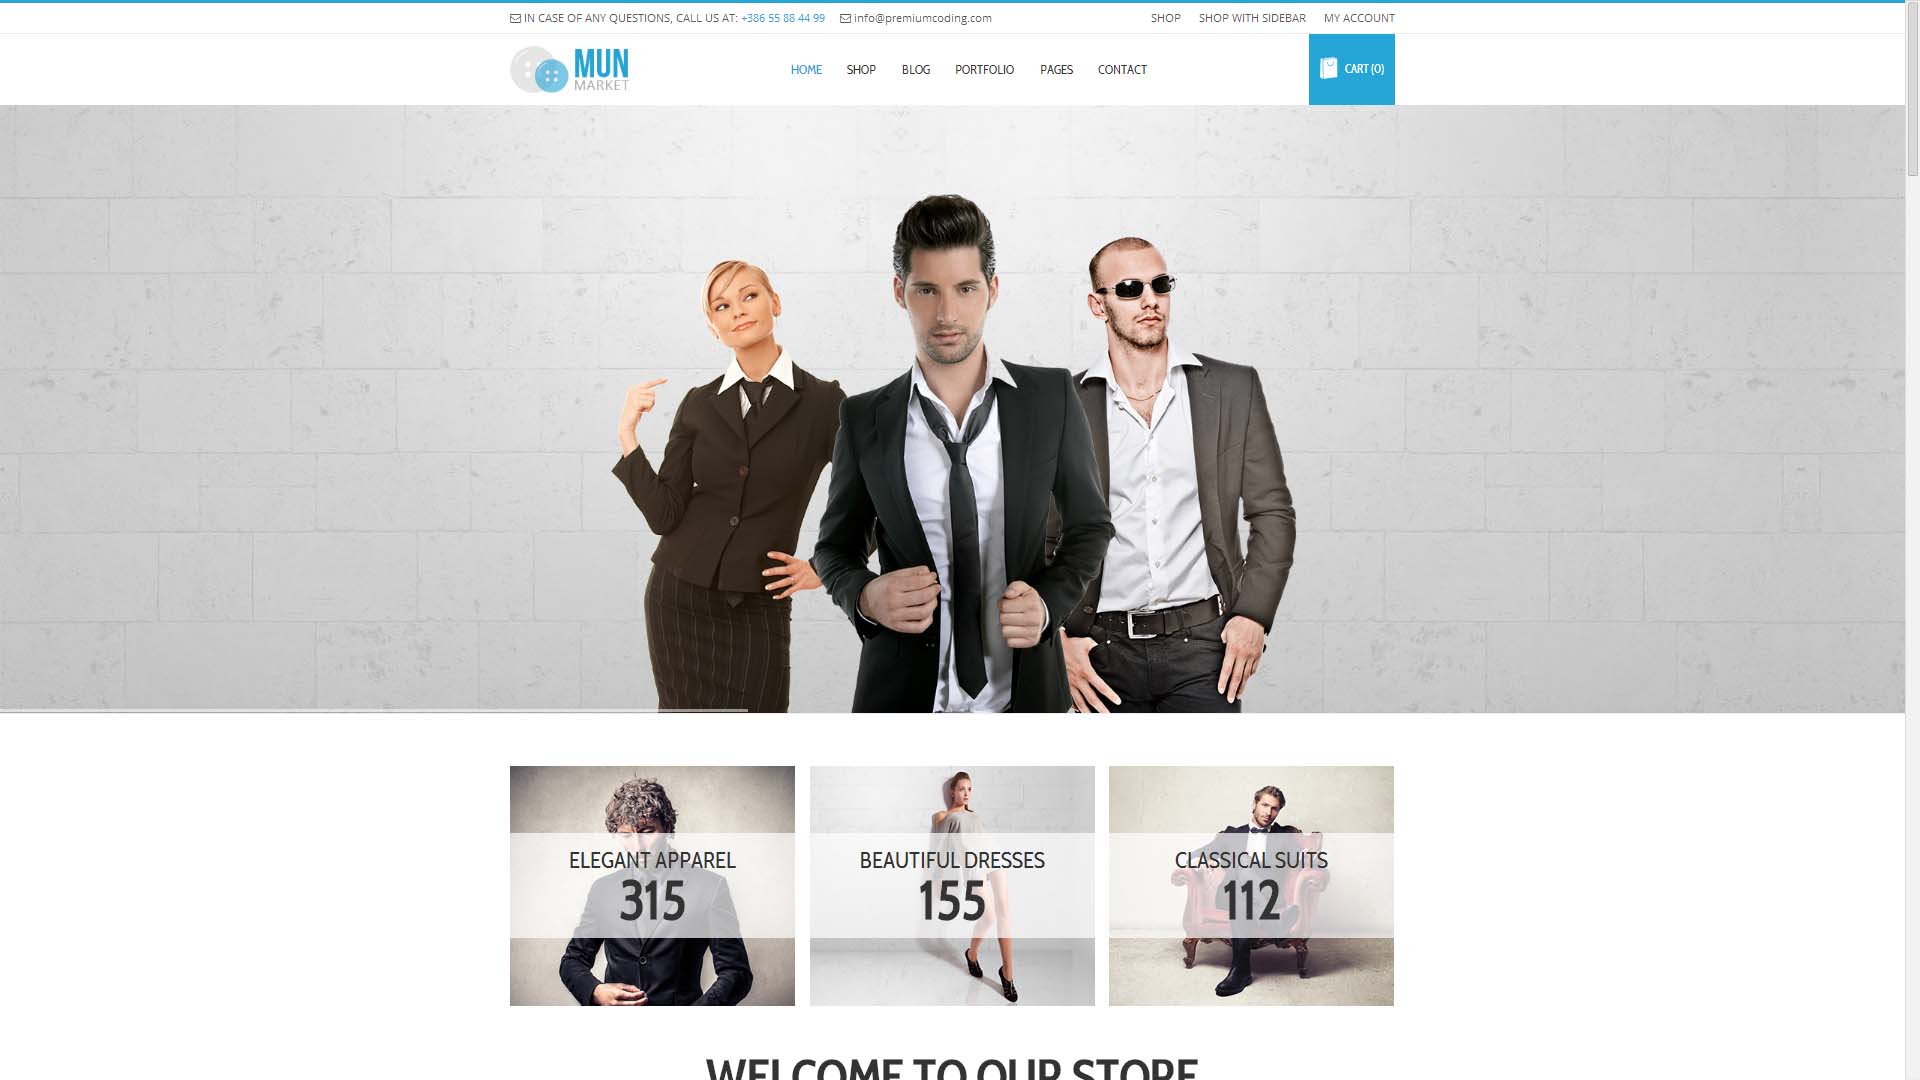 IN CASE OF ANY QUESTIONS, CALL US AT: +386 55 88 44 99 info@premiumcoding.com SHOP SHOP WITH SIDEBAR MY ACCOUNT
MUN
MARKET
HOME SHOP BLOG PORTFOLIO PAGES CONTACT CART (0)
ELEGANT APPAREL
315
BEAUTIFUL DRESSES
155
CLASSICAL SUITS
112
WELCOME TO OUR STORE